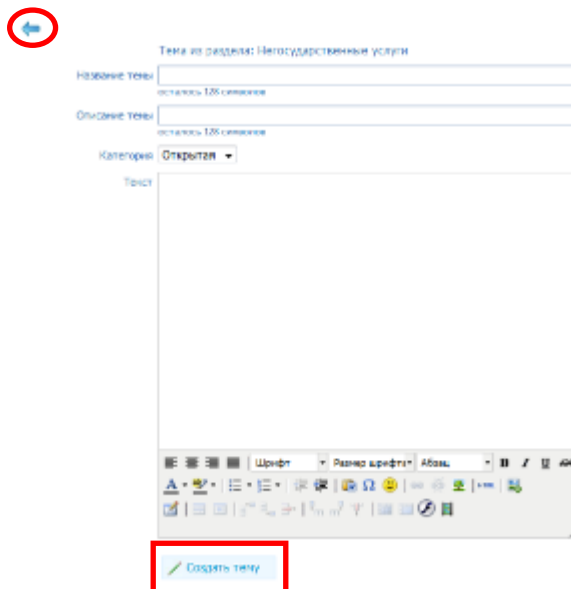 Тема из раздела: Негосударственные услуги
Название темы
осталось 128 символов
Описание темы
осталось 128 символов
Категория Открытая
Текст
Шрифт Размер шрифта Абзац B I U
A Ω
Создать тему